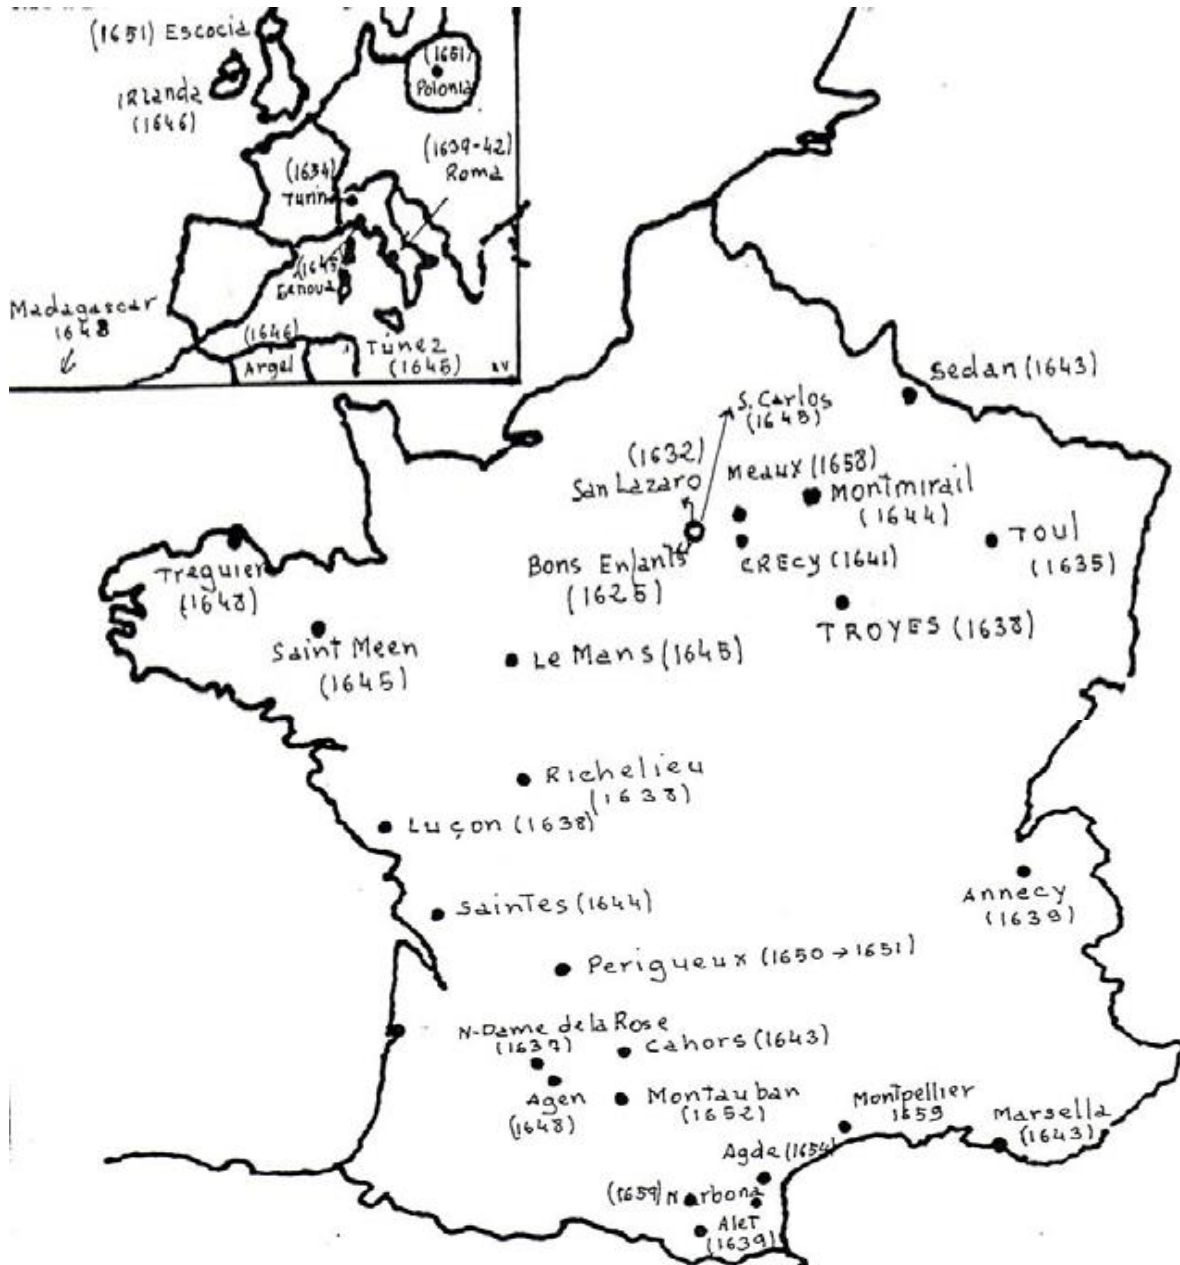 (1651) Escocia
IRlanda
(1646)
(1651)
Polonia
(1639-42)
Roma
(1634)
Turin
(1645)
Genova
Madagascar
1648
(1646)
Argel
Túnez
(1645)
Sedan (1643)
S. Carlos
(1645)
(1632)
San Lazaro
Meaux (1658)
Montmirail
(1644)
Bons Enfants
(1625)
CRECY (1641)
Toul
(1635)
TROYES (1638)
Treguier
(1648)
Saint Meen
(1645)
Le Mans (1645)
Richelieu
(1638)
Luçon (1638)
Annecy
(1639)
Saintes (1644)
Perigueux (1650 → 1651)
N-Dame de la Rose
(1637)
Cahors (1643)
Agen
(1648)
Montauban
(1652)
Montpellier
1659
Marsella
(1643)
Agde (1654)
(1659) Narbona
Alet
(1639)